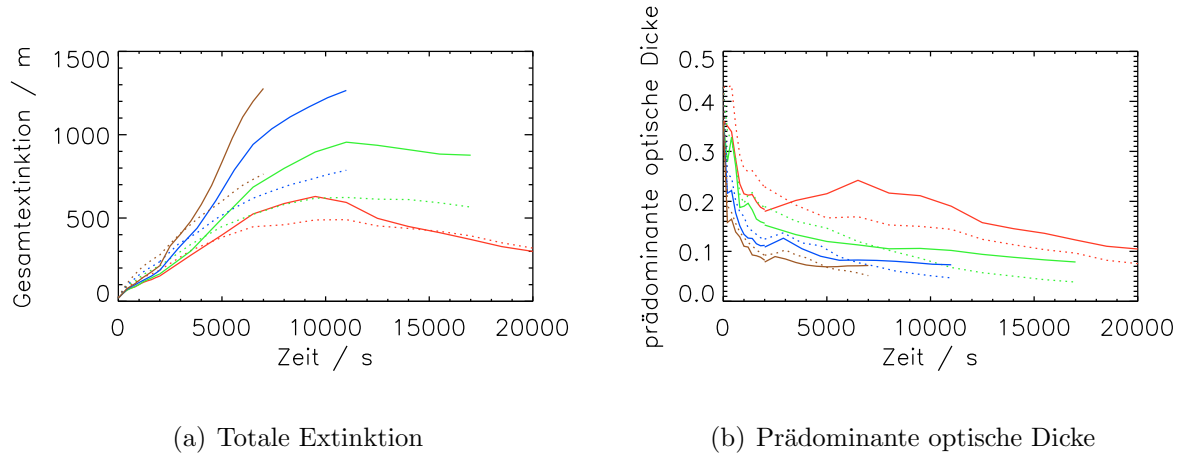 Gesamtextinktion / m
1500
1000
500
0
0 5000 10000 15000 20000
Zeit / s
(a) Totale Extinktion
prädominante optische Dicke
0.5
0.4
0.3
0.2
0.1
0.0
0 5000 10000 15000 20000
Zeit / s
(b) Prädominante optische Dicke